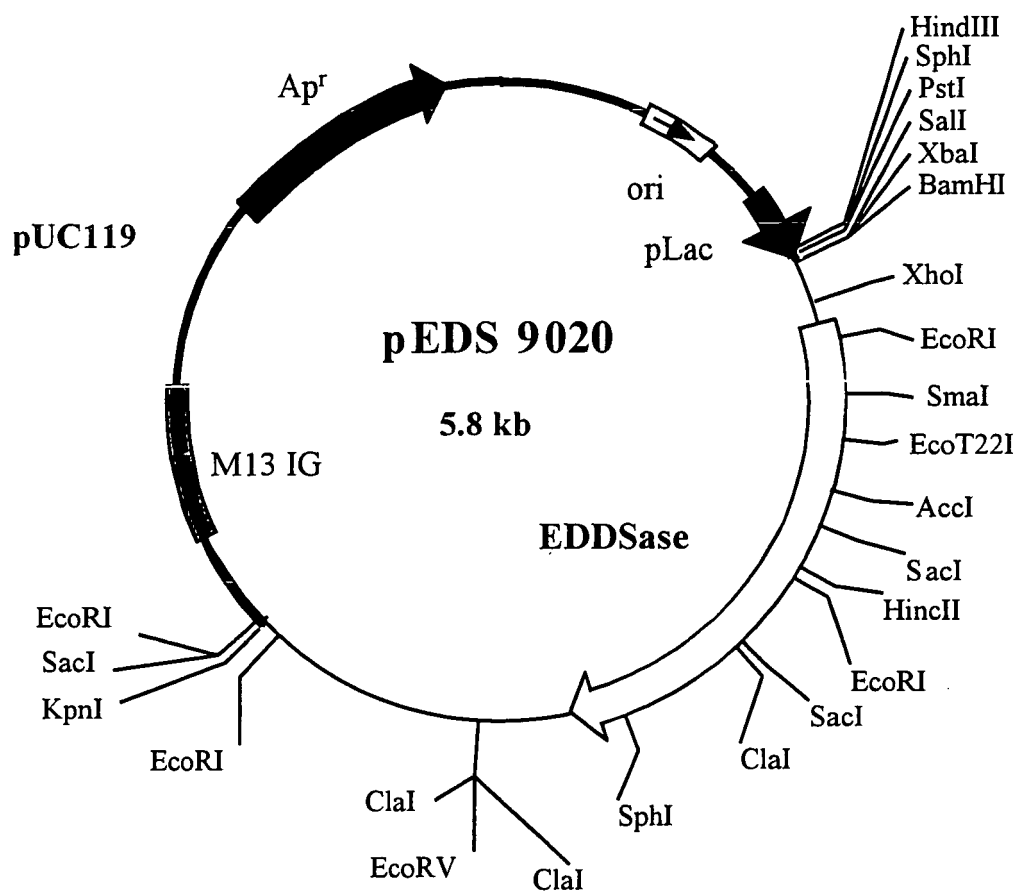 HindIII
SphI
PstI
SalI
XbaI
BamHI
Apʳ
ori
pUC119
pLac
XhoI
pEDS 9020
EcoRI
SmaI
5.8 kb
EcoT22I
M13 IG
AccI
EDDSase
SacI
HincII
EcoRI
SacI
KpnI
EcoRI
SacI
EcoRI
ClaI
ClaI
SphI
EcoRV
ClaI